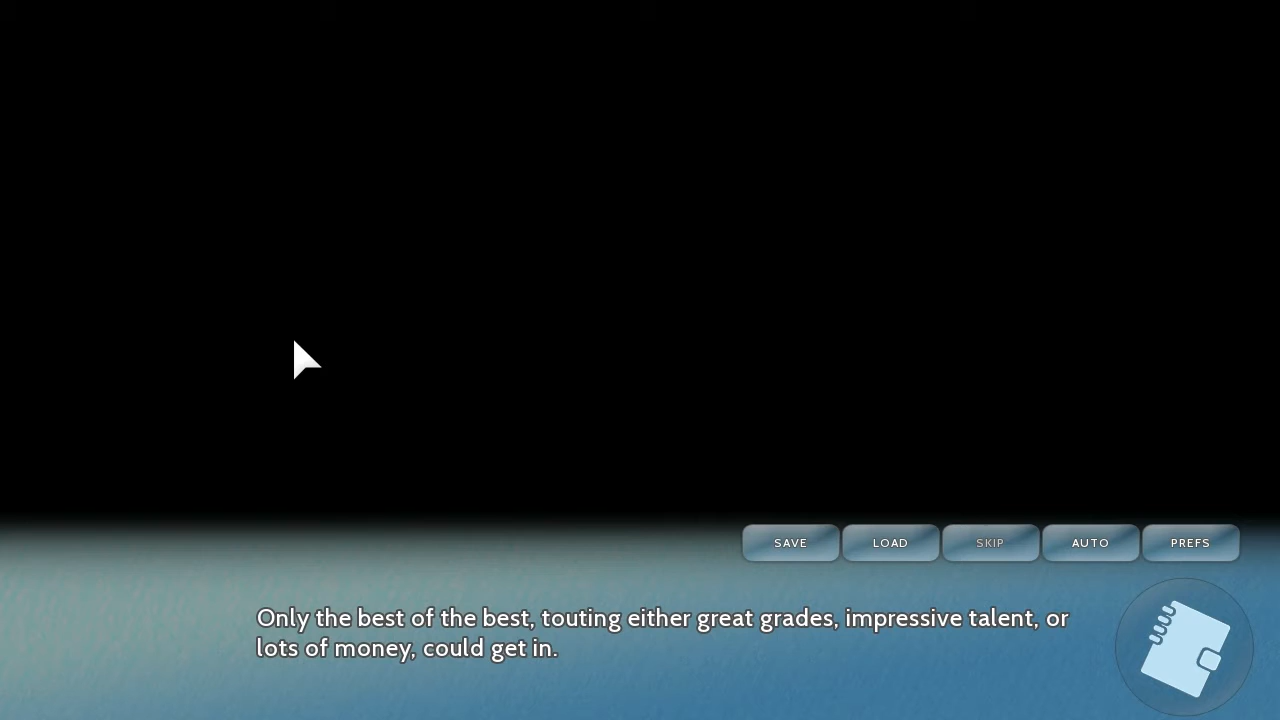 SAVE LOAD SKIP AUTO PREFS
Only the best of the best, touting either great grades, impressive talent, or
lots of money, could get in.